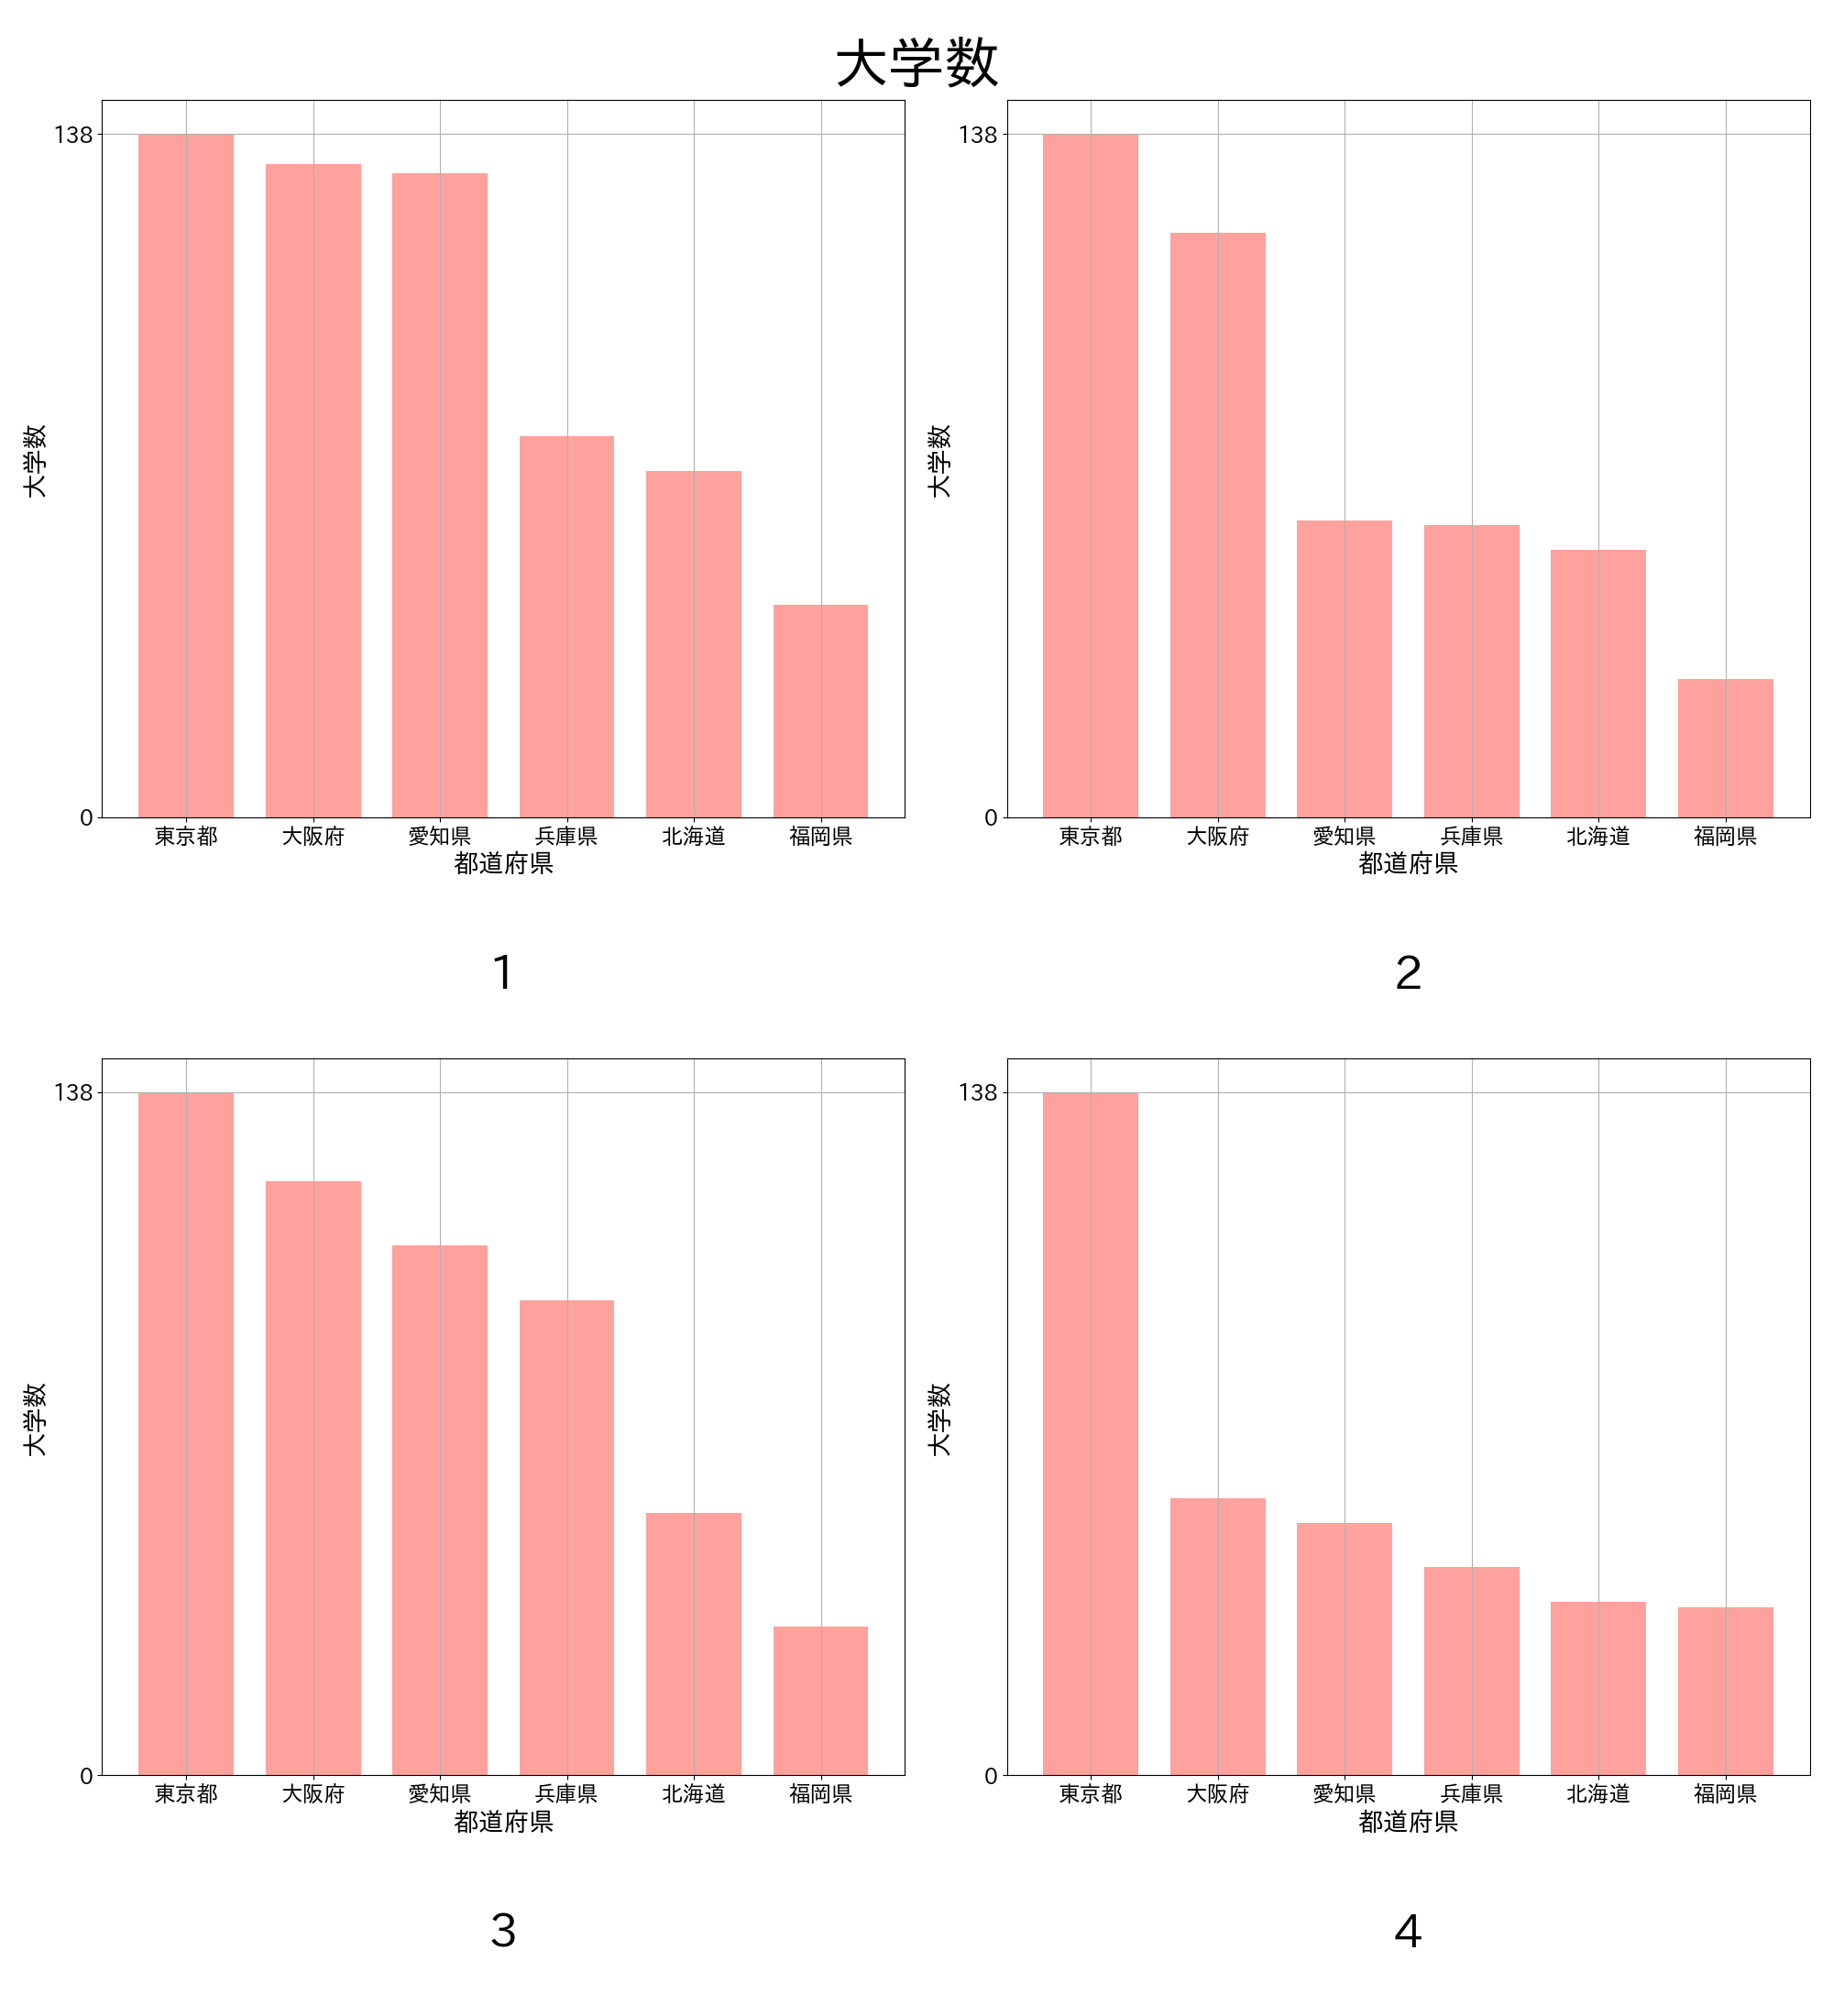 大学数
138
0
大学数
東京都 大阪府 愛知県 兵庫県 北海道 福岡県
都道府県
1
138
0
大学数
東京都 大阪府 愛知県 兵庫県 北海道 福岡県
都道府県
2
138
0
大学数
東京都 大阪府 愛知県 兵庫県 北海道 福岡県
都道府県
3
138
0
大学数
東京都 大阪府 愛知県 兵庫県 北海道 福岡県
都道府県
4